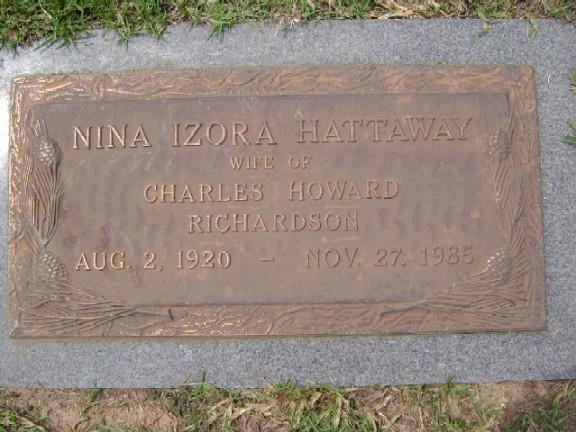 NINA IZORA HATTAWAY
WIFE OF
CHARLES HOWARD
RICHARDSON
AUG. 2, 1920 – NOV. 27, 1985